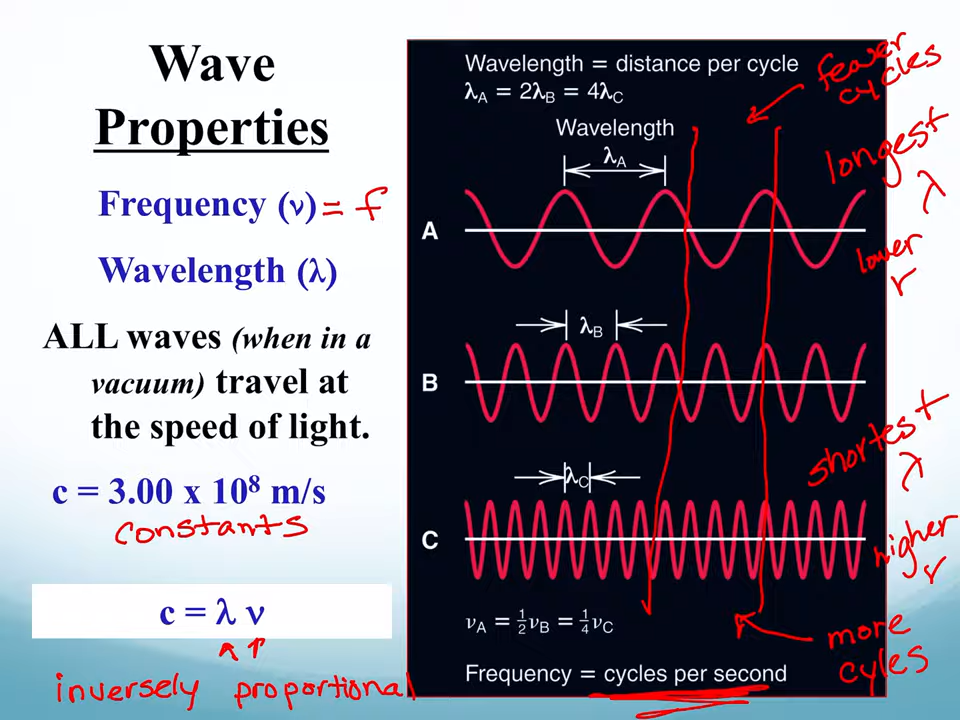 Wave
Properties
Frequency (ν) = f
Wavelength (λ)
ALL waves (when in a
vacuum) travel at
the speed of light.
c = 3.00 x 10⁸ m/s
constants
c = λ ν
inversely proportional
Wavelength = distance per cycle
λA = 2λB = 4λC
Wavelength
λA
A
λB
B
λC
C
νA = ½νB = ¼νC
Frequency = cycles per second
fewer
cycles
longest
λ
lower
ν
shortest
λ
higher
ν
more
cyles